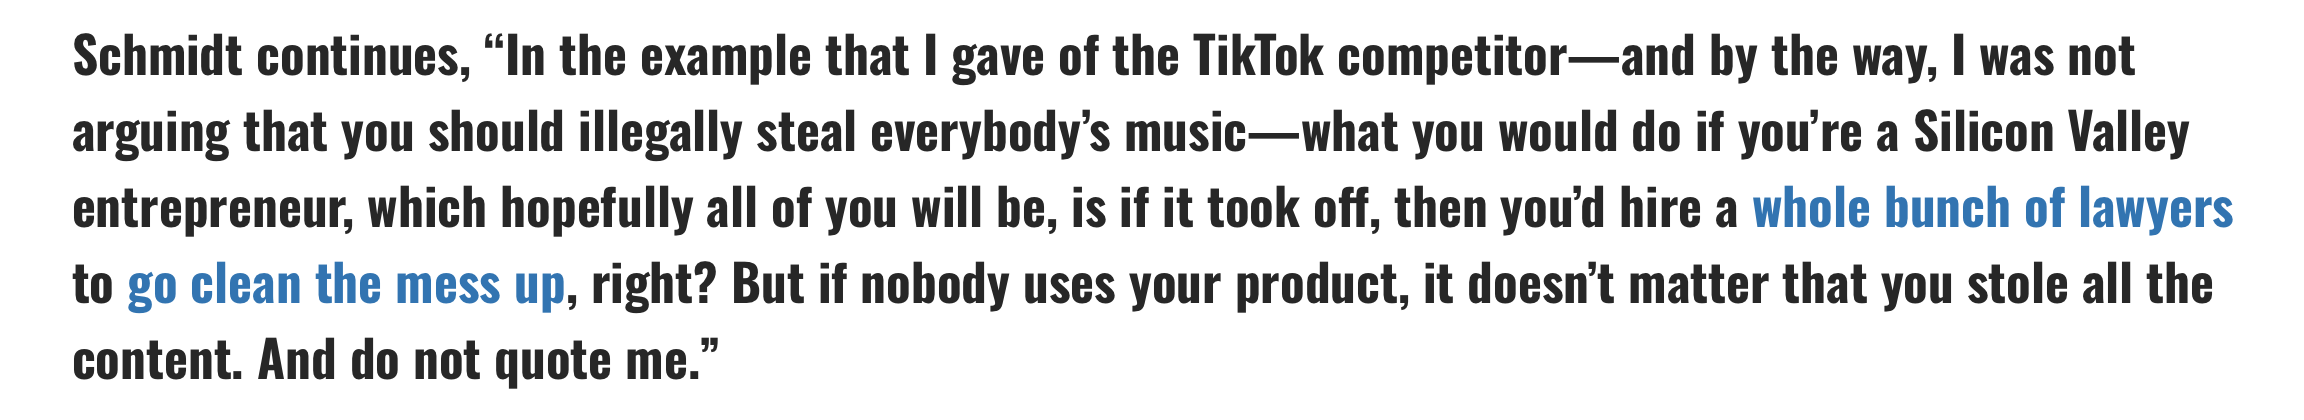 Schmidt continues, “In the example that I gave of the TikTok competitor—and by the way, I was not
arguing that you should illegally steal everybody’s music—what you would do if you’re a Silicon Valley
entrepreneur, which hopefully all of you will be, is if it took off, then you’d hire a whole bunch of lawyers
to go clean the mess up, right? But if nobody uses your product, it doesn’t matter that you stole all the
content. And do not quote me.”